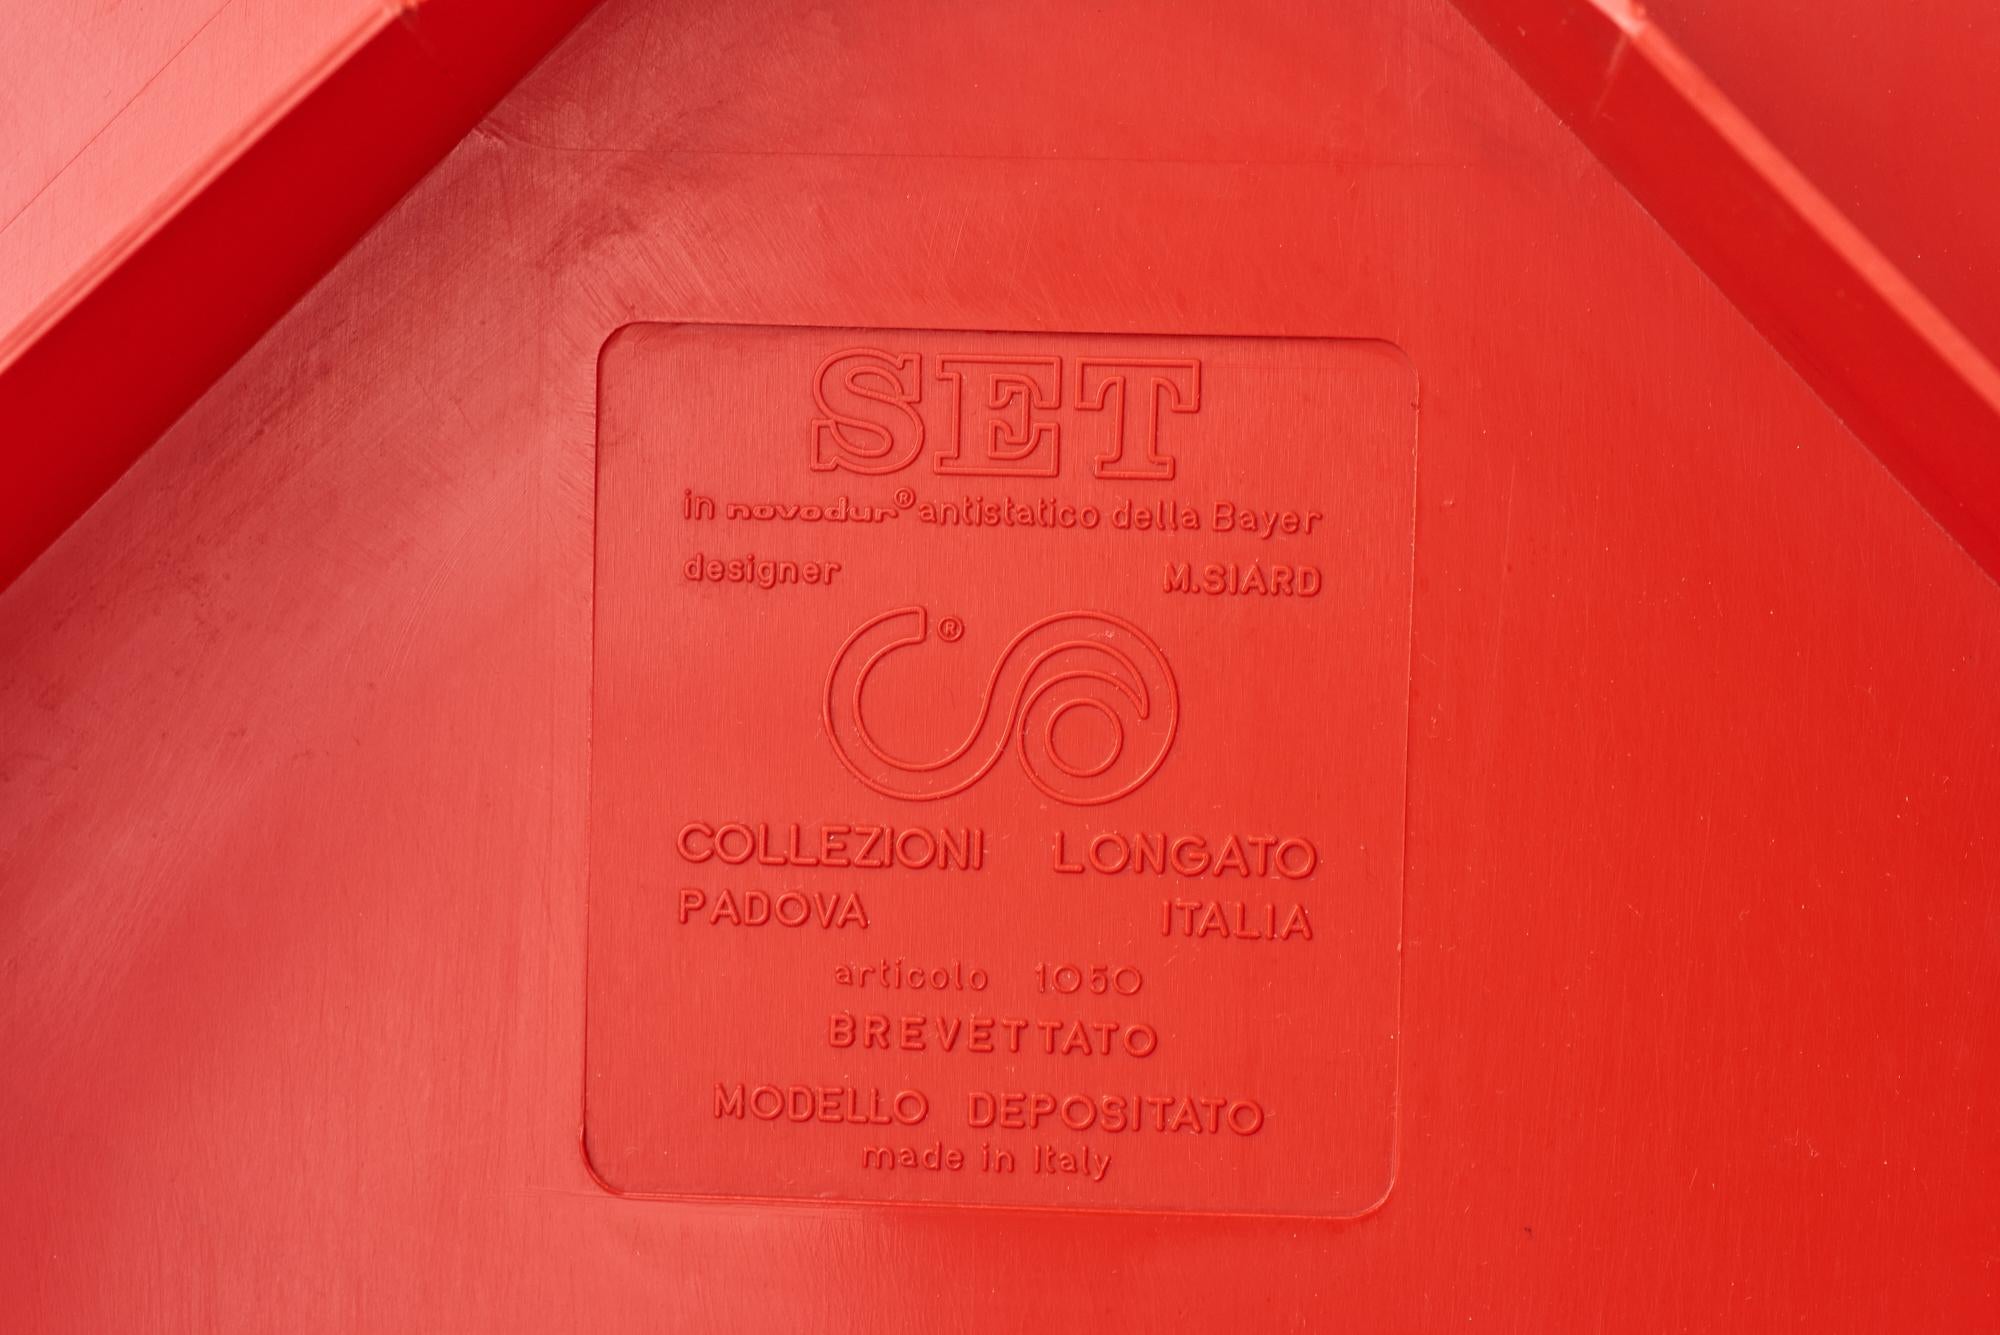 SET
in novodur® antistatico della Bayer
designer M.SIARD
®
COLLEZIONI LONGATO
PADOVA ITALIA
articolo 1050
BREVETTATO
MODELLO DEPOSITATO
made in Italy